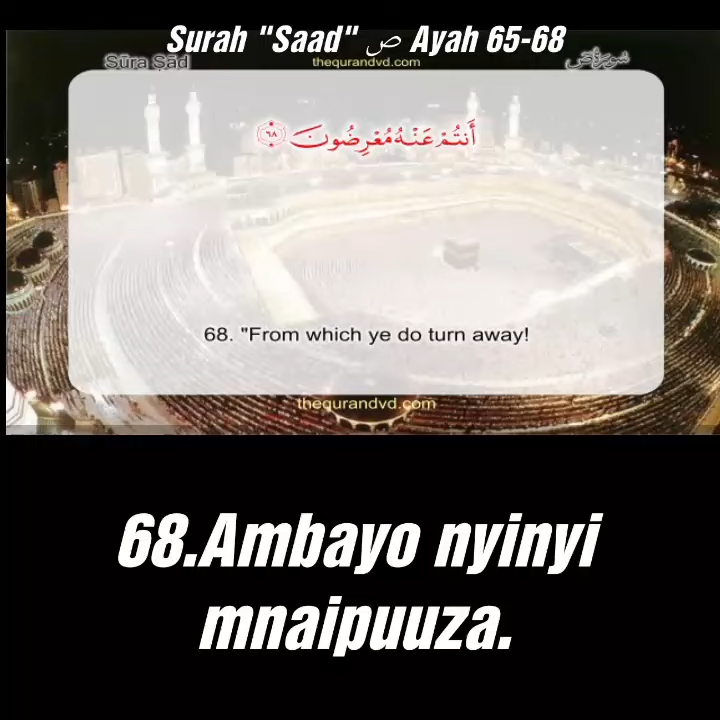 Surah "Saad" ص Ayah 65-68
Sūra Ṣād
thequrandvd.com
سُورَةُ صٓ
أَنتُمْ عَنْهُ مُعْرِضُونَ ٦٨
68. "From which ye do turn away!
thequrandvd.com
68.Ambayo nyinyi
mnaipuuza.